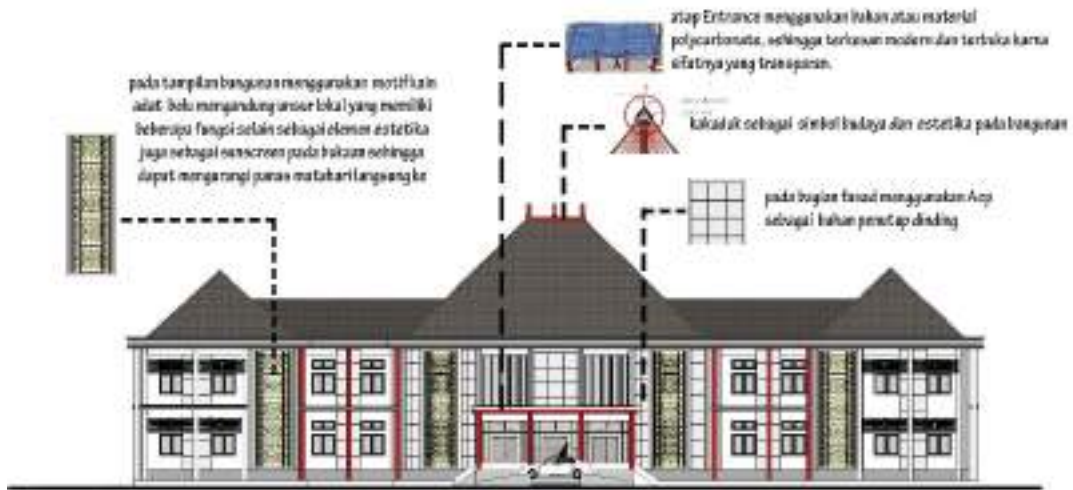 atap Entrance menggunakan bahan atau material
polycarbonate, sehingga terkesan modern dan terbuka karna
sifatnya yang transparan.
pada tampilan bangunan menggunakan motif kain
adat belu mengandung unsur lokal yang memiliki
beberapa fungsi selain sebagai elemen estetika
juga sebagai sunscreen pada bukaan sehingga
dapat mengurangi panas matahari langsung ke
kakaluk sebagai simbol budaya dan estetika pada bangunan
pada bagian fasad menggunakan Acp
sebagai bahan penutup dinding